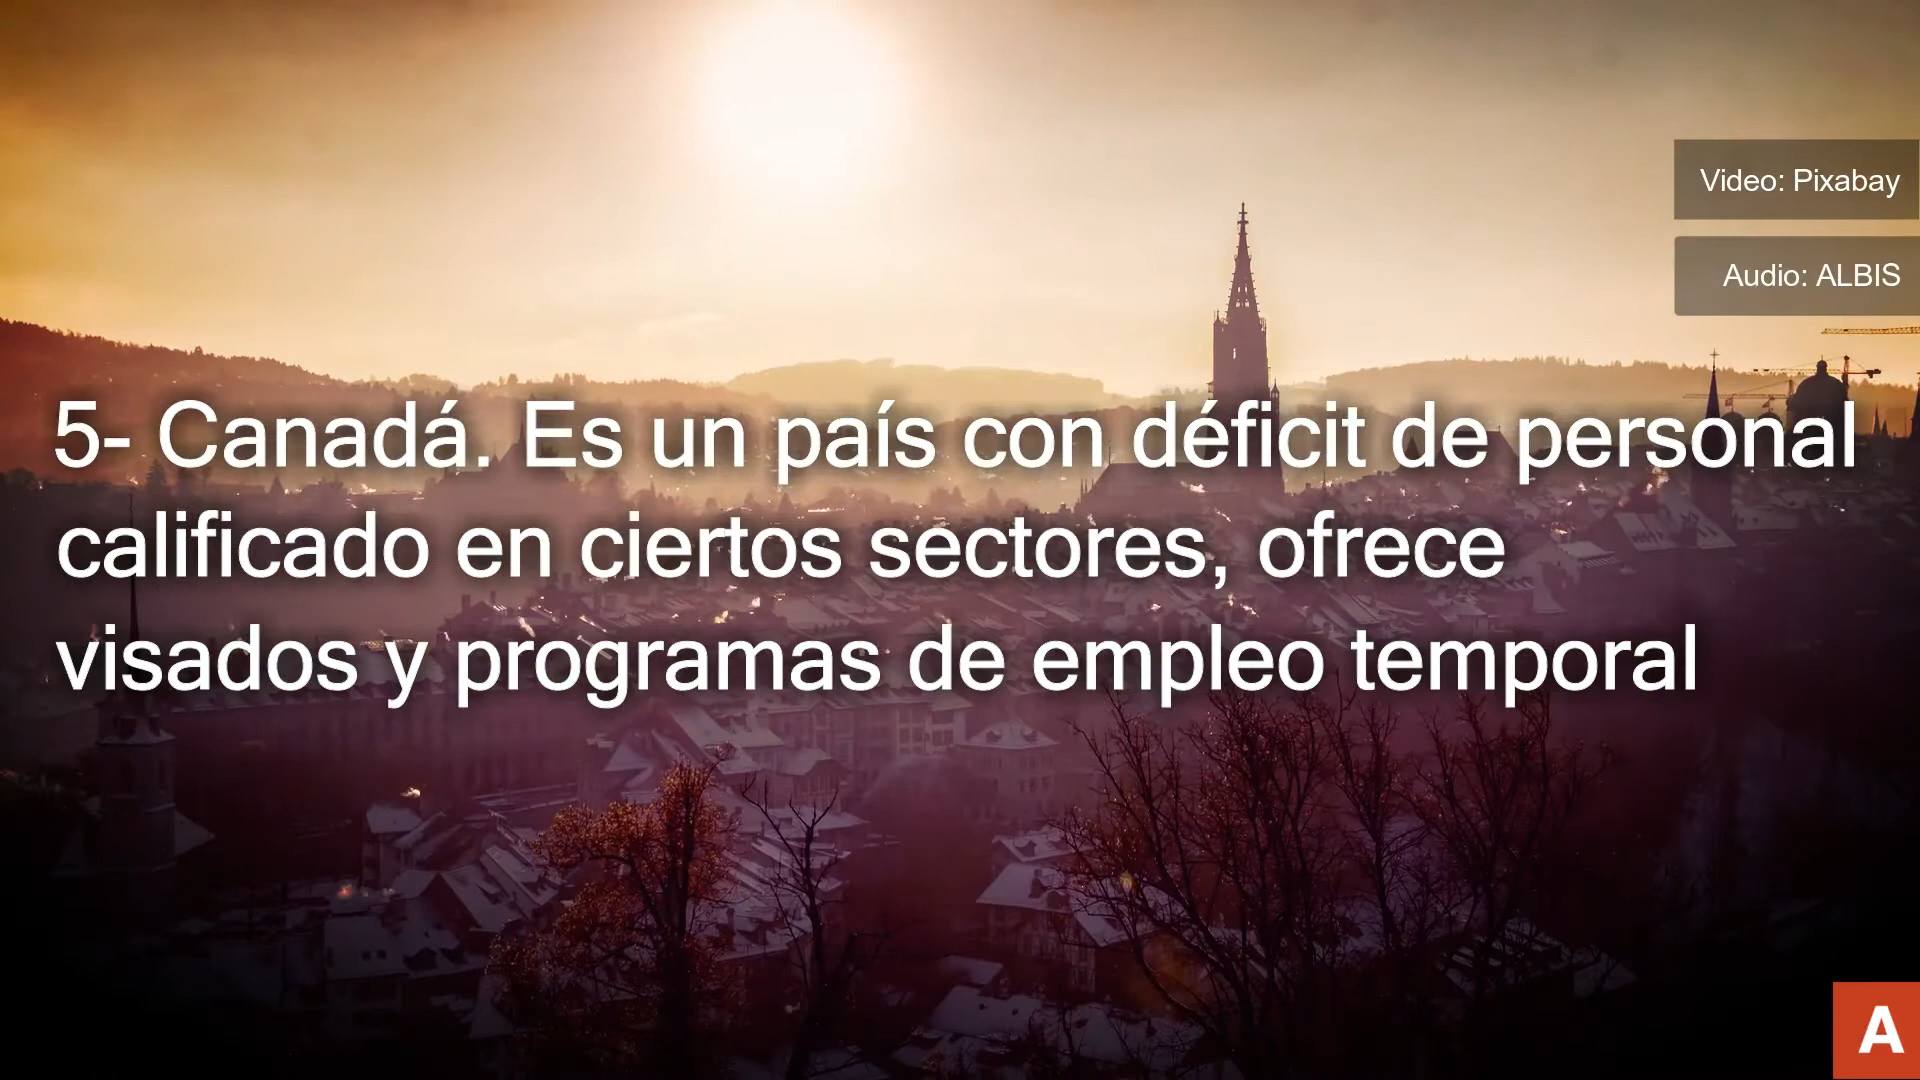 Video: Pixabay
Audio: ALBIS
5- Canadá. Es un país con déficit de personal
calificado en ciertos sectores, ofrece
visados y programas de empleo temporal
A